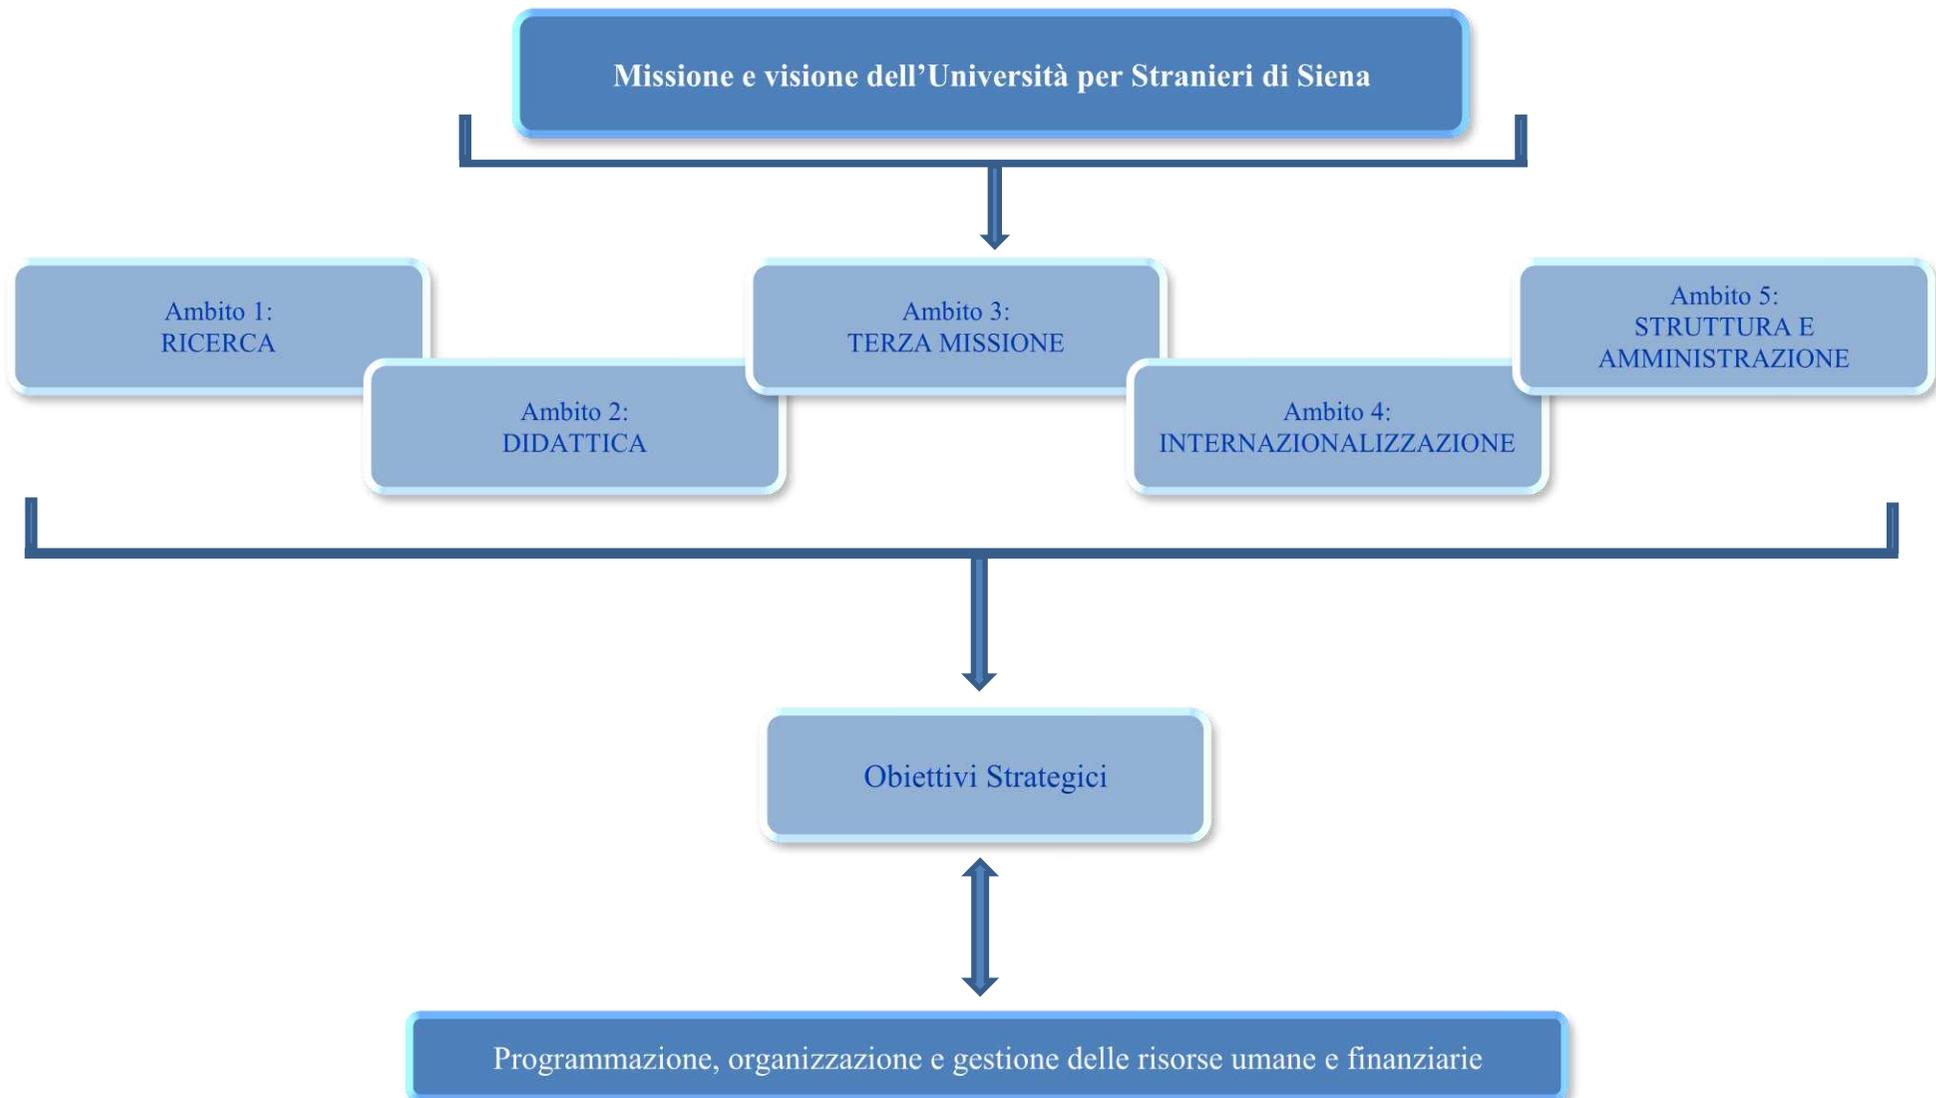 Missione e visione dell’Università per Stranieri di Siena
Ambito 1:
RICERCA
Ambito 2:
DIDATTICA
Ambito 3:
TERZA MISSIONE
Ambito 4:
INTERNAZIONALIZZAZIONE
Ambito 5:
STRUTTURA E
AMMINISTRAZIONE
Obiettivi Strategici
Programmazione, organizzazione e gestione delle risorse umane e finanziarie